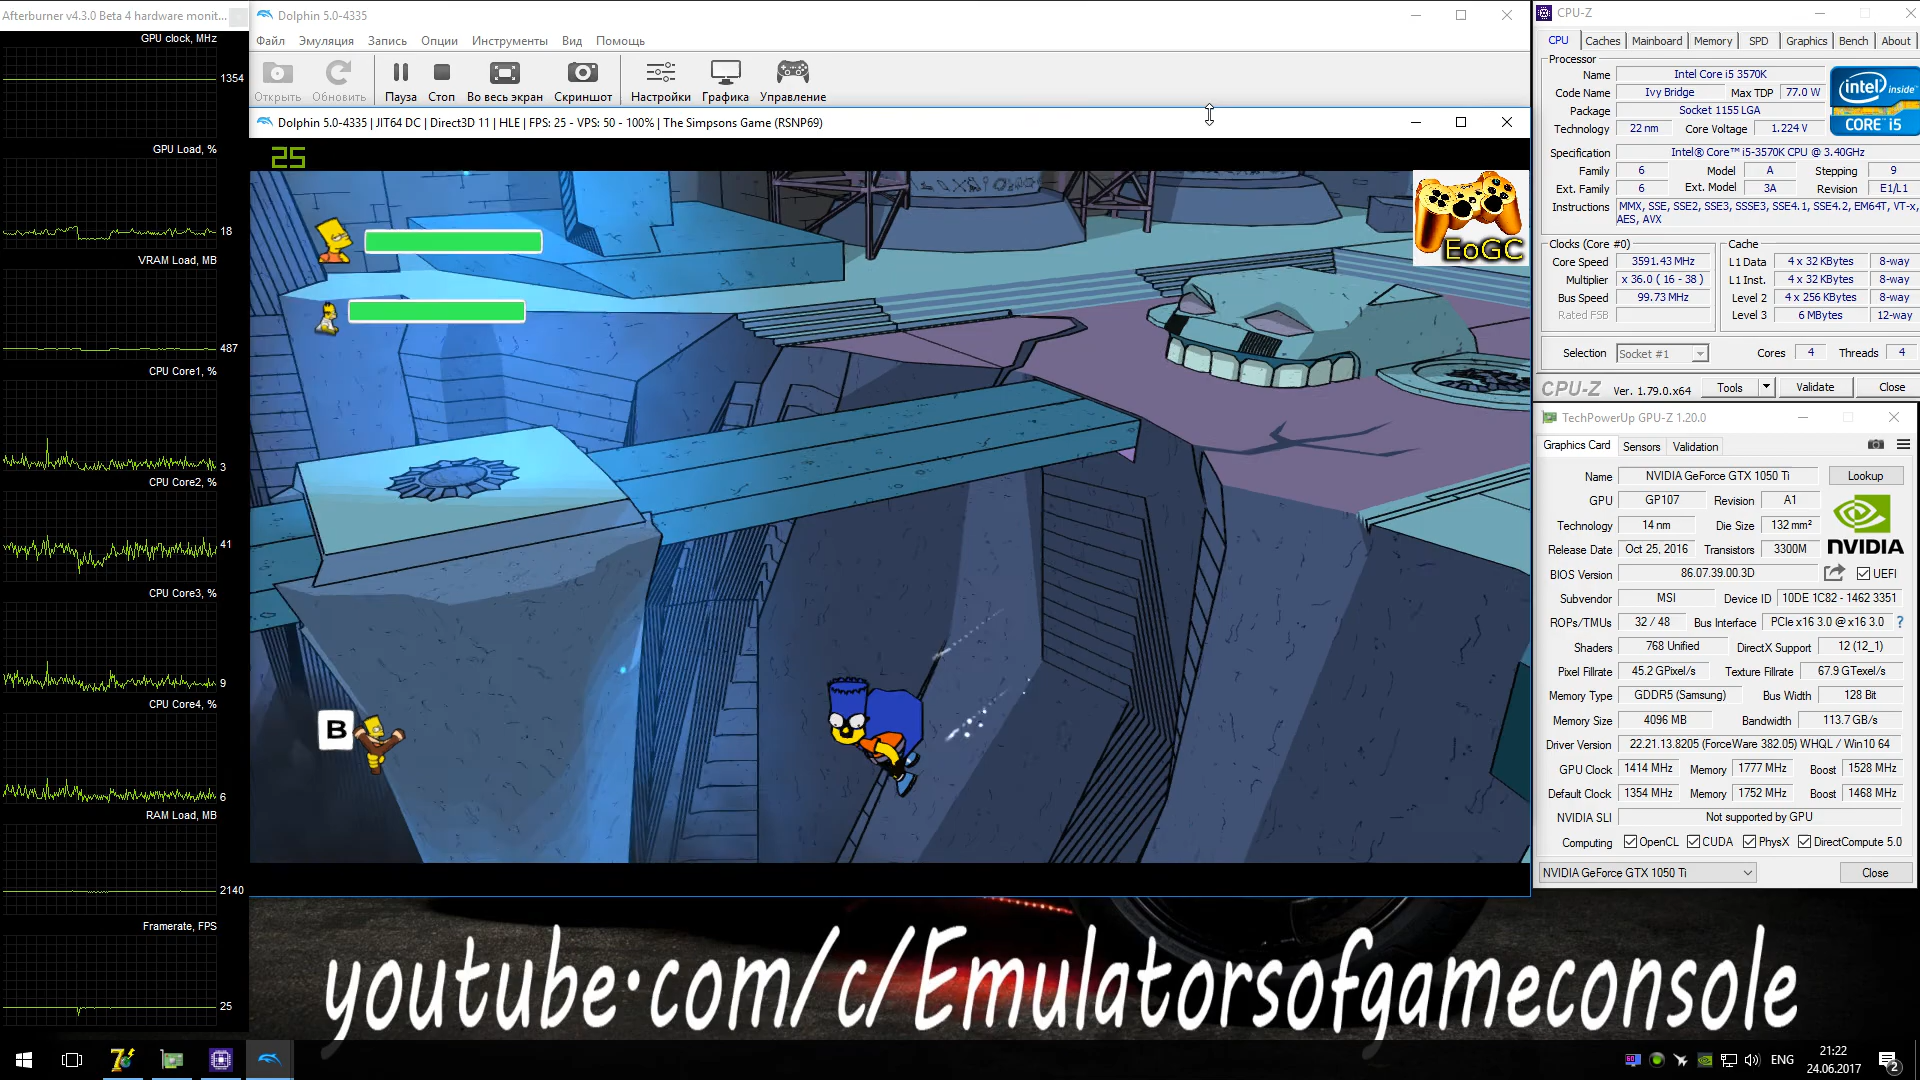 Afterburner v4.3.0 Beta 4 hardware monit...
GPU clock, MHz
1354
GPU Load, %
18
VRAM Load, MB
487
CPU Core1, %
3
CPU Core2, %
41
CPU Core3, %
9
CPU Core4, %
6
RAM Load, MB
2140
Framerate, FPS
25
Dolphin 5.0-4335
Файл Эмуляция Запись Опции Инструменты Вид Помощь
Открыть Обновить Пауза Стоп Во весь экран Скриншот Настройки Графика Управление
Dolphin 5.0-4335 | JIT64 DC | Direct3D 11 | HLE | FPS: 25 - VPS: 50 - 100% | The Simpsons Game (RSNP69)
25
EoGC
B
CPU-Z
CPU Caches Mainboard Memory SPD Graphics Bench About
Processor
Name Intel Core i5 3570K
Code Name Ivy Bridge Max TDP 77.0 W
Package Socket 1155 LGA
Technology 22 nm Core Voltage 1.224 V
intel inside™
CORE i5
Specification Intel® Core™ i5-3570K CPU @ 3.40GHz
Family 6 Model A Stepping 9
Ext. Family 6 Ext. Model 3A Revision E1/L1
Instructions MMX, SSE, SSE2, SSE3, SSSE3, SSE4.1, SSE4.2, EM64T, VT-x,
AES, AVX
Clocks (Core #0) Cache
Core Speed 3591.43 MHz L1 Data 4 x 32 KBytes 8-way
Multiplier x 36.0 ( 16 - 38 ) L1 Inst. 4 x 32 KBytes 8-way
Bus Speed 99.73 MHz Level 2 4 x 256 KBytes 8-way
Rated FSB Level 3 6 MBytes 12-way
Selection Socket #1 Cores 4 Threads 4
CPU-Z Ver. 1.79.0.x64 Tools Validate Close
TechPowerUp GPU-Z 1.20.0
Graphics Card Sensors Validation
Name NVIDIA GeForce GTX 1050 Ti Lookup
GPU GP107 Revision A1
Technology 14 nm Die Size 132 mm²
Release Date Oct 25, 2016 Transistors 3300M
NVIDIA
BIOS Version 86.07.39.00.3D UEFI
Subvendor MSI Device ID 10DE 1C82 - 1462 3351
ROPs/TMUs 32 / 48 Bus Interface PCIe x16 3.0 @ x16 3.0 ?
Shaders 768 Unified DirectX Support 12 (12_1)
Pixel Fillrate 45.2 GPixel/s Texture Fillrate 67.9 GTexel/s
Memory Type GDDR5 (Samsung) Bus Width 128 Bit
Memory Size 4096 MB Bandwidth 113.7 GB/s
Driver Version 22.21.13.8205 (ForceWare 382.05) WHQL / Win10 64
GPU Clock 1414 MHz Memory 1777 MHz Boost 1528 MHz
Default Clock 1354 MHz Memory 1752 MHz Boost 1468 MHz
NVIDIA SLI Not supported by GPU
Computing OpenCL CUDA PhysX DirectCompute 5.0
NVIDIA GeForce GTX 1050 Ti Close
youtube.com/c/Emulatorsofgameconsole
60 ENG 21:22
24.06.2017
2